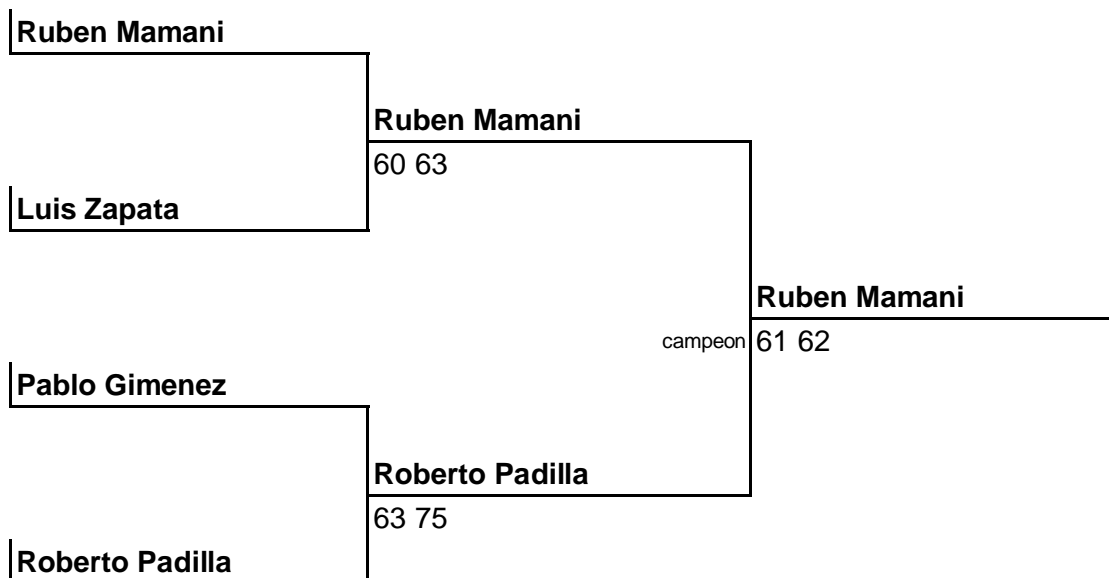 Ruben Mamani
Ruben Mamani
60 63
Luis Zapata
Ruben Mamani
campeon 61 62
Pablo Gimenez
Roberto Padilla
63 75
Roberto Padilla